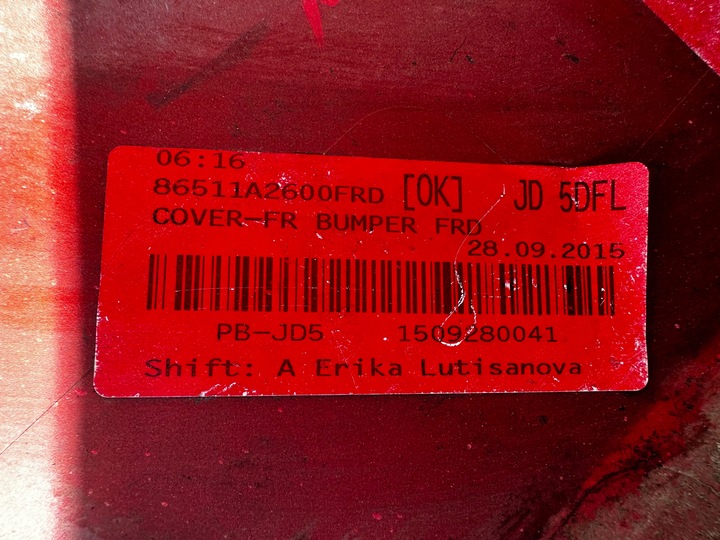 06:16
86511A2600FRD [OK] JD 5DFL
COVER-FR BUMPER FRD
28.09.2015
PB-JD5 1509280041
Shift: A Erika Lutisanova